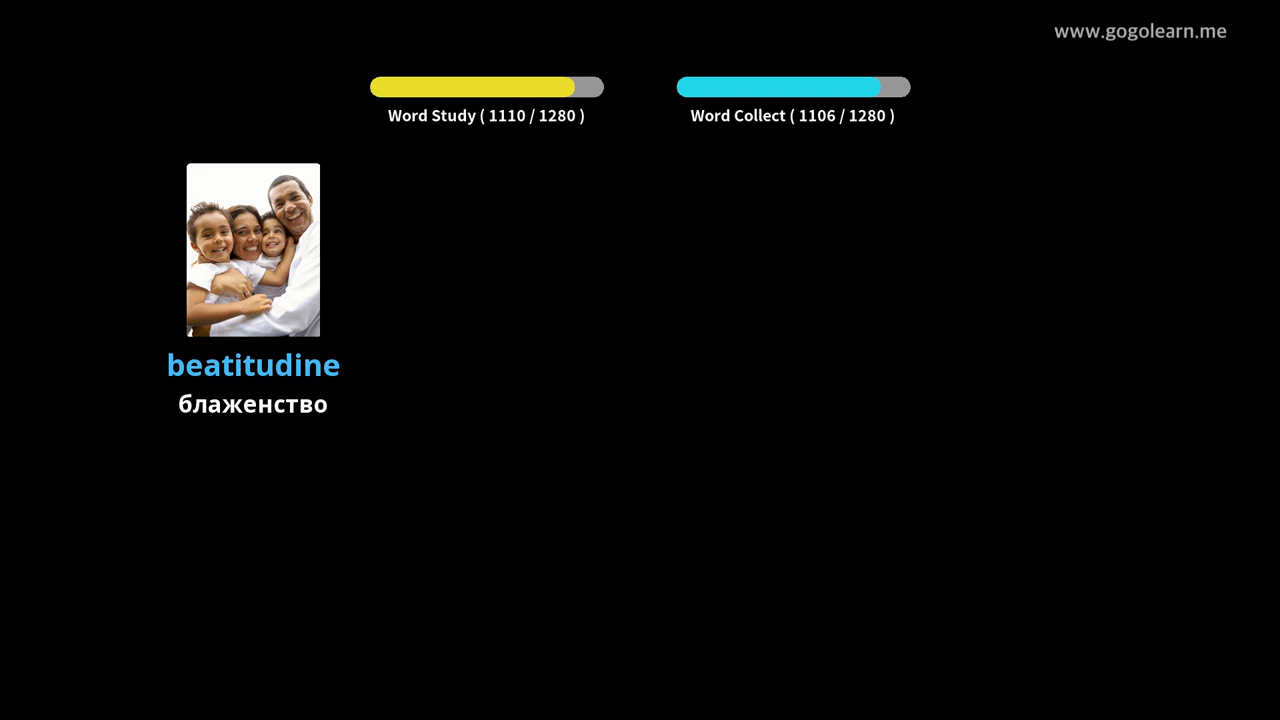 www.gogolearn.me
Word Study ( 1110 / 1280 )
Word Collect ( 1106 / 1280 )
beatitudine
блаженство